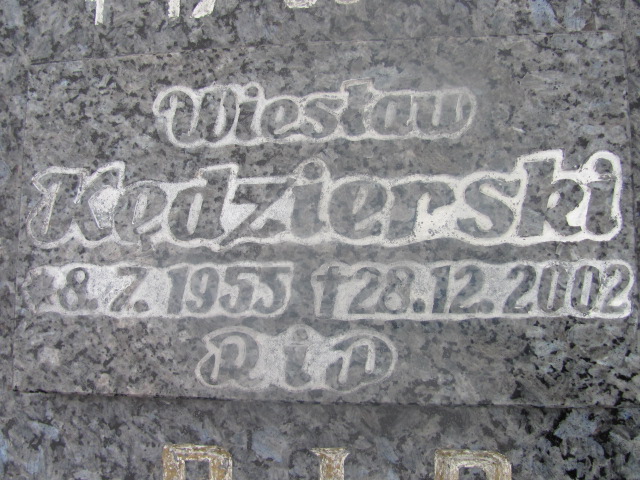 Wiesław
Kędzierski
* 8.7.1955 † 28.12.2002
R i P
R I P